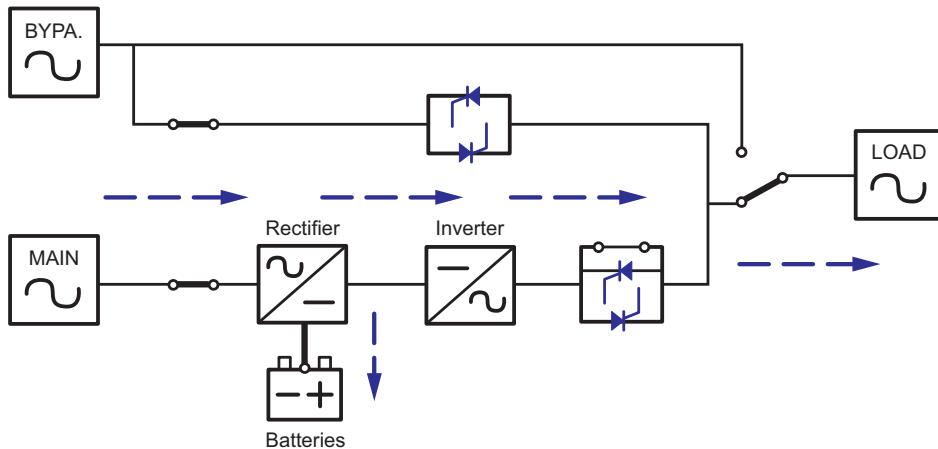 BYPA.
LOAD
Rectifier
Inverter
MAIN
Batteries